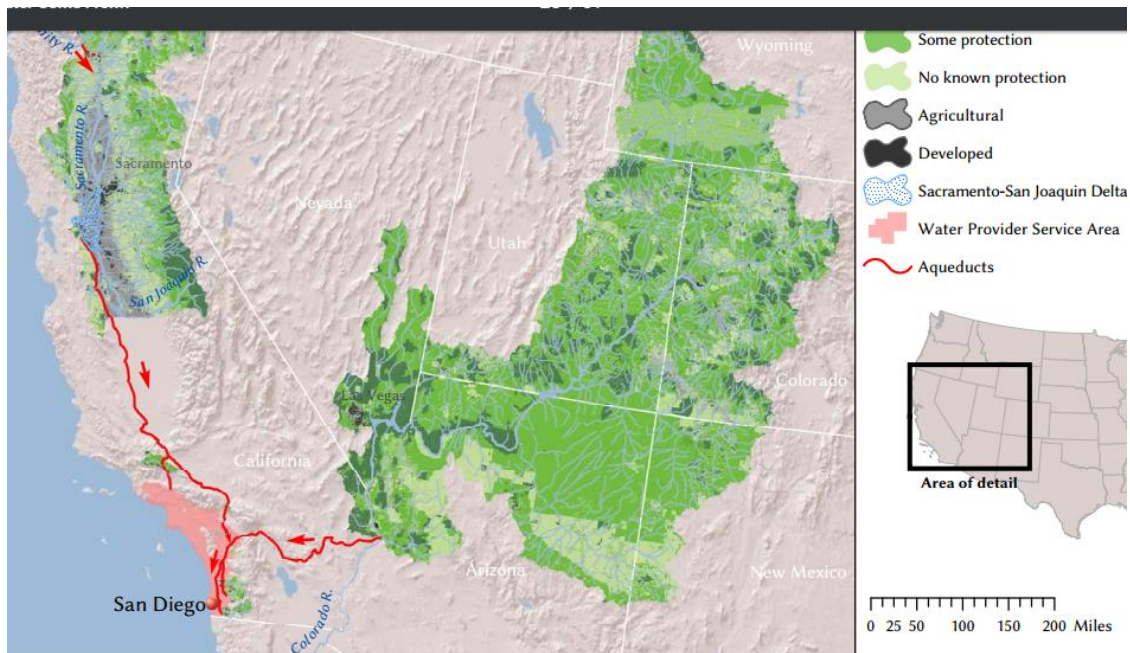 Wyoming
Some protection
No known protection
Agricultural
Developed
Sacramento-San Joaquin Delta
Water Provider Service Area
Aqueducts
Sacramento R.
Sacramento
Nevada
Utah
San Joaquin R.
Colorado
Las Vegas
California
Area of detail
Arizona
New Mexico
San Diego
Colorado R.
0 25 50 100 150 200 Miles